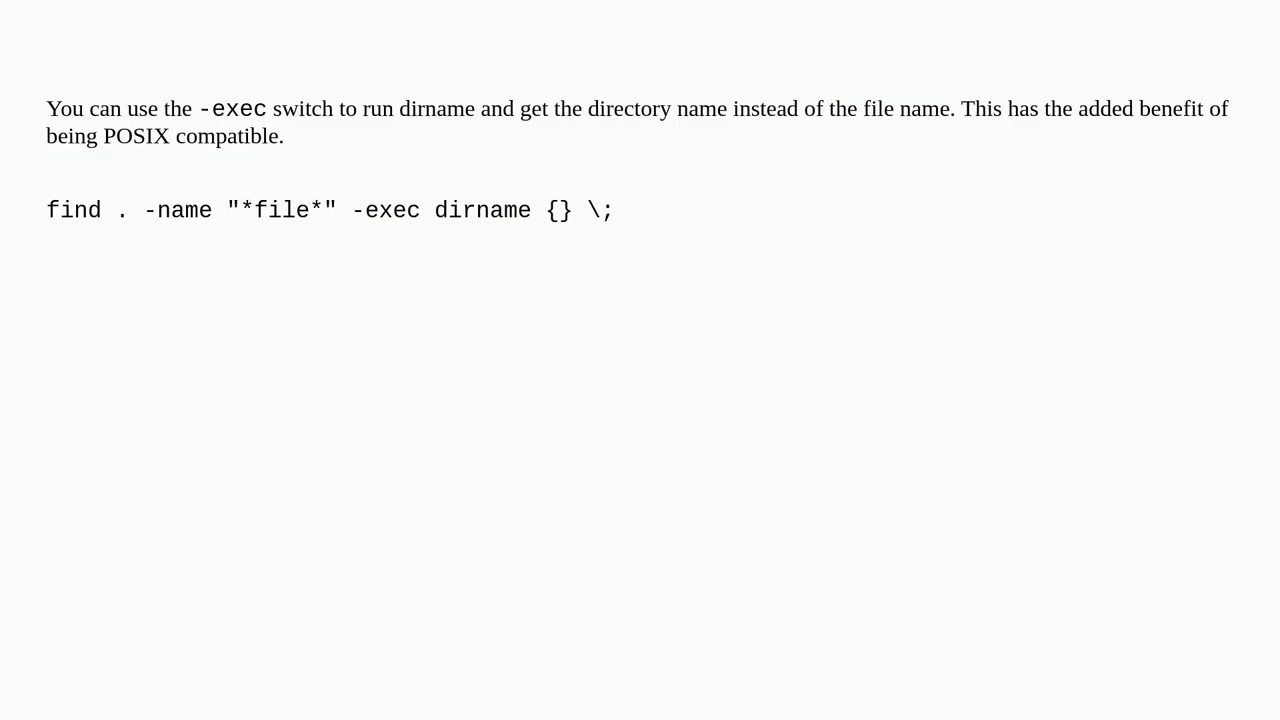 You can use the -exec switch to run dirname and get the directory name instead of the file name. This has the added benefit of
being POSIX compatible.
find . -name "*file*" -exec dirname {} \;